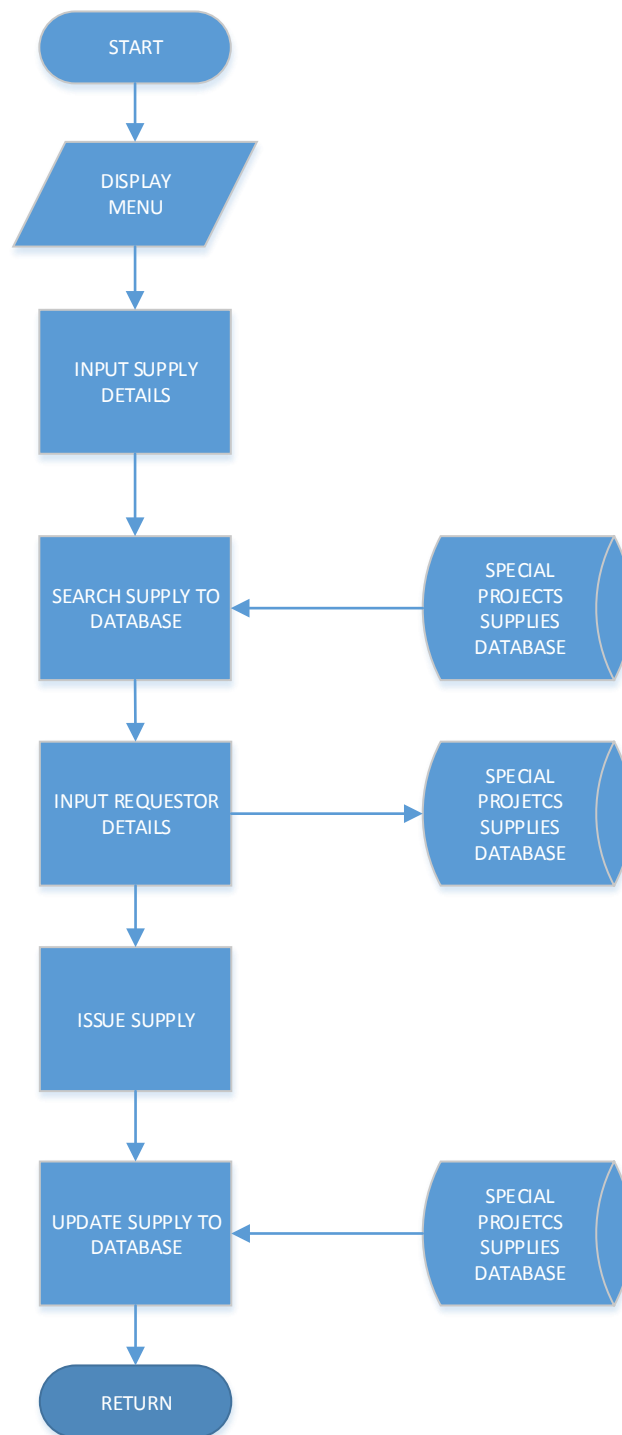 START
DISPLAY
MENU
INPUT SUPPLY
DETAILS
SEARCH SUPPLY TO
DATABASE
SPECIAL
PROJECTS
SUPPLIES
DATABASE
INPUT REQUESTOR
DETAILS
SPECIAL
PROJETCS
SUPPLIES
DATABASE
ISSUE SUPPLY
UPDATE SUPPLY TO
DATABASE
SPECIAL
PROJETCS
SUPPLIES
DATABASE
RETURN